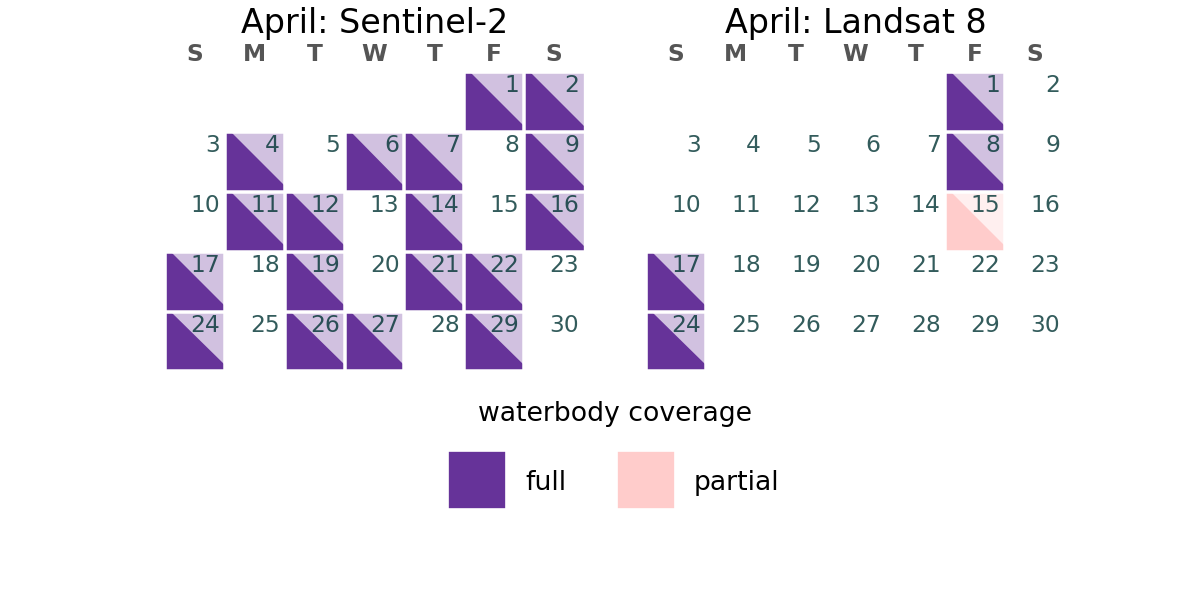 April: Sentinel-2
S M T W T F S
1 2
3 4 5 6 7 8 9
10 11 12 13 14 15 16
17 18 19 20 21 22 23
24 25 26 27 28 29 30
April: Landsat 8
S M T W T F S
1 2
3 4 5 6 7 8 9
10 11 12 13 14 15 16
17 18 19 20 21 22 23
24 25 26 27 28 29 30
waterbody coverage
full partial